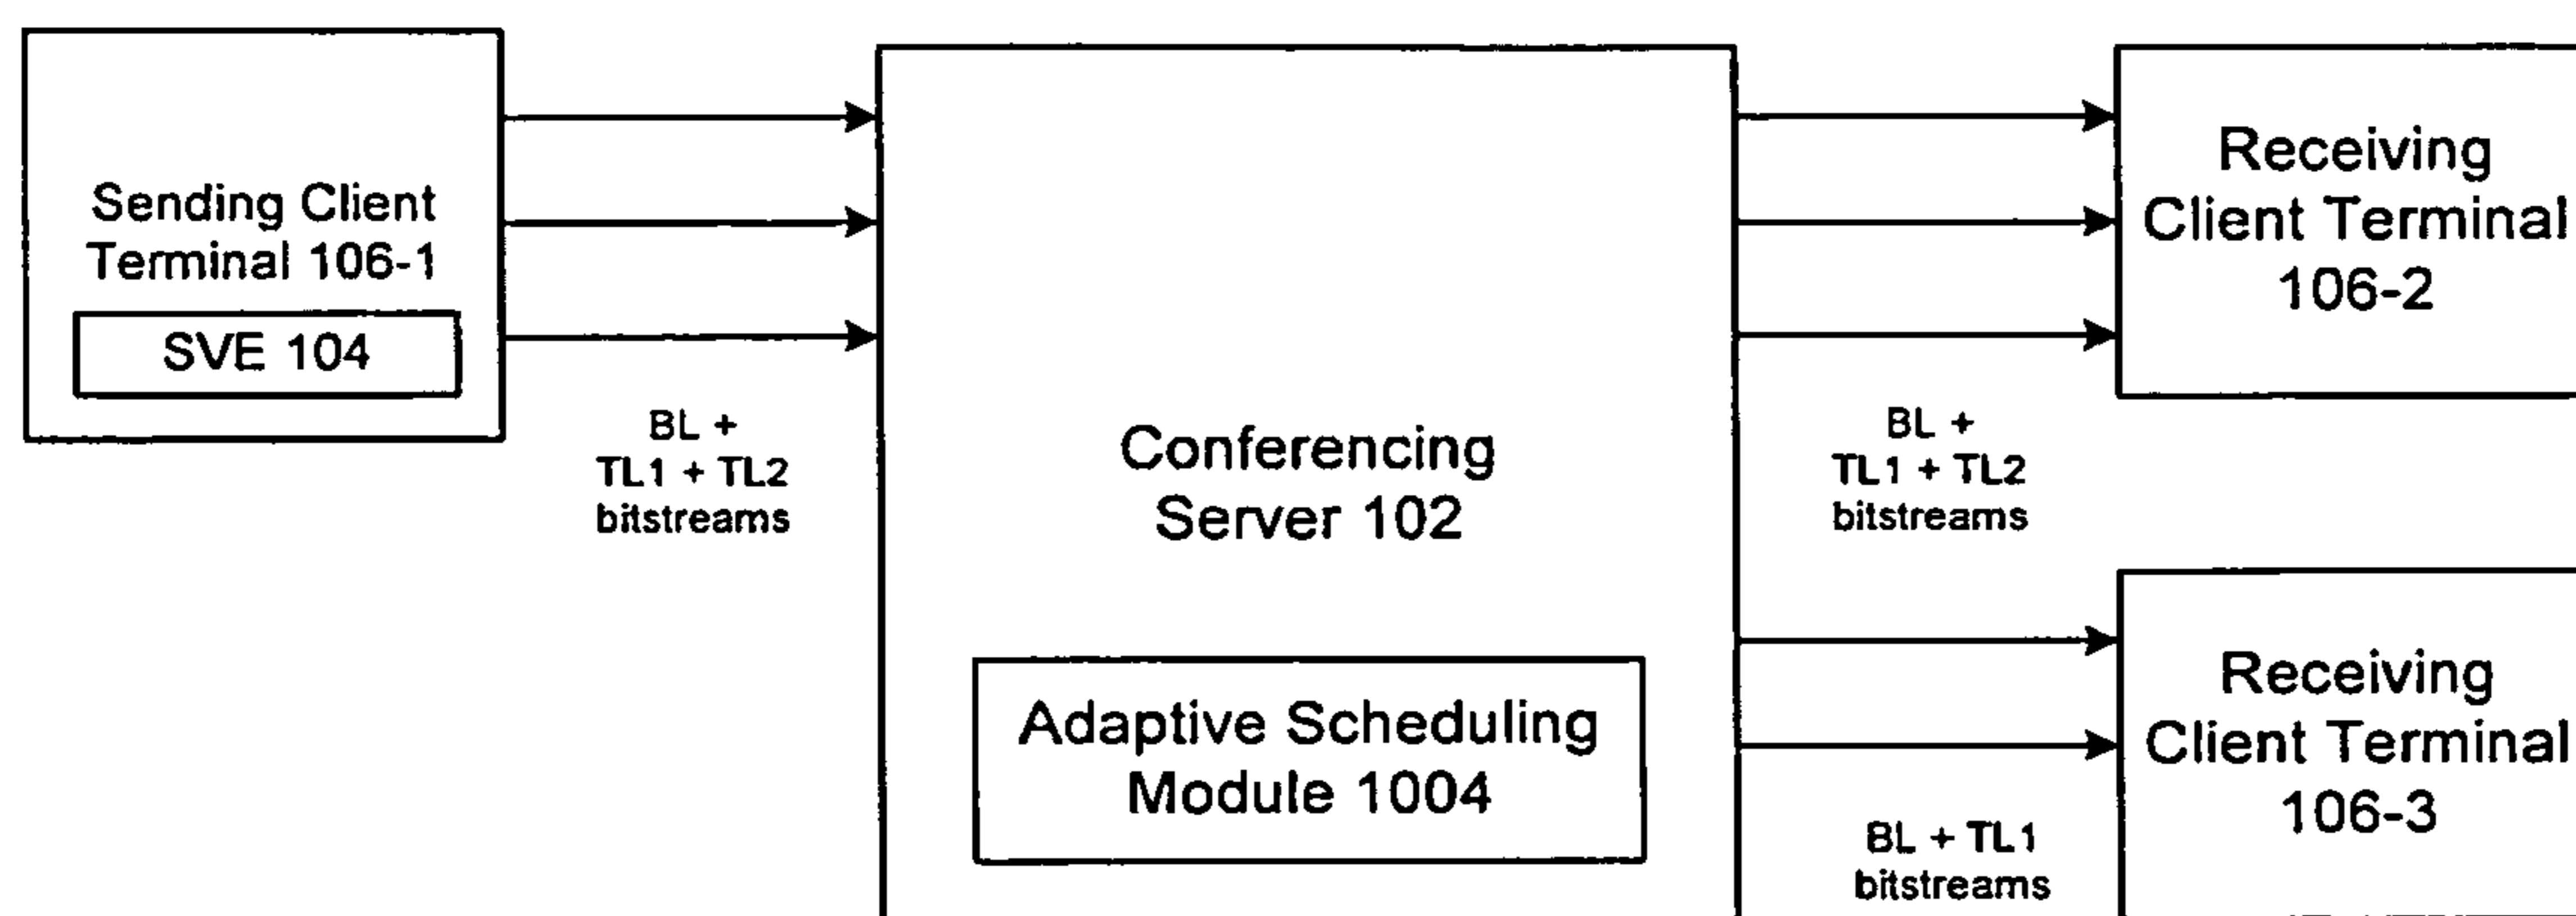 Sending Client
Terminal 106-1
SVE 104
BL +
TL1 + TL2
bitstreams
Conferencing
Server 102
Adaptive Scheduling
Module 1004
BL +
TL1 + TL2
bitstreams
Receiving
Client Terminal
106-2
BL + TL1
bitstreams
Receiving
Client Terminal
106-3